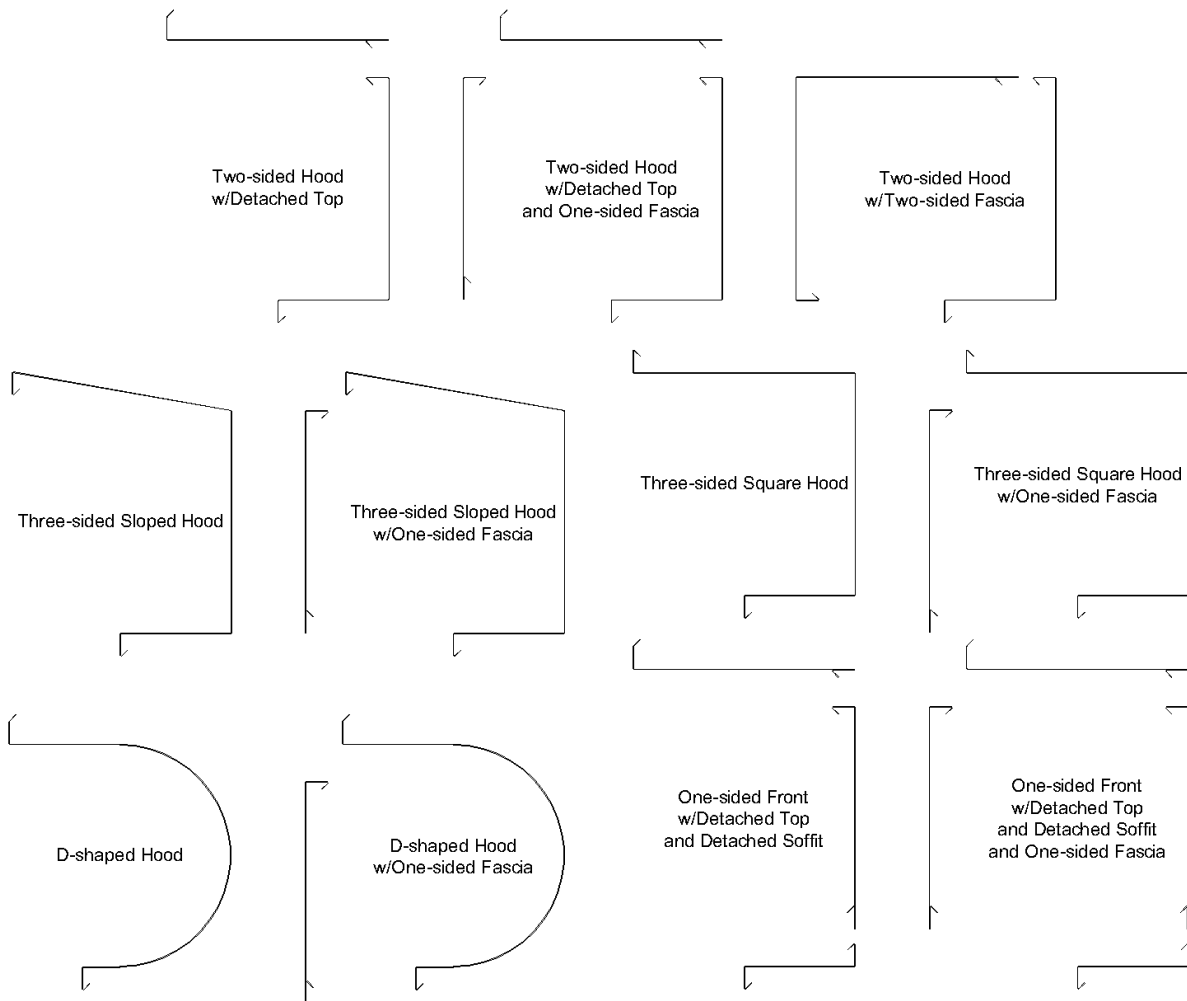 Two-sided Hood
w/Detached Top
Two-sided Hood
w/Detached Top
and One-sided Fascia
Two-sided Hood
w/Two-sided Fascia
Three-sided Sloped Hood
Three-sided Sloped Hood
w/One-sided Fascia
Three-sided Square Hood
Three-sided Square Hood
w/One-sided Fascia
D-shaped Hood
D-shaped Hood
w/One-sided Fascia
One-sided Front
w/Detached Top
and Detached Soffit
One-sided Front
w/Detached Top
and Detached Soffit
and One-sided Fascia